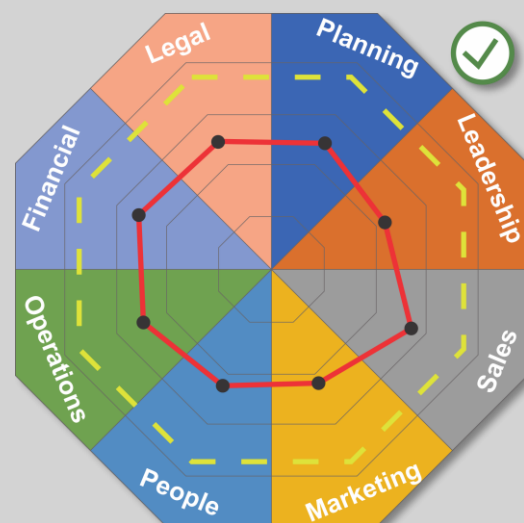 Legal
Planning
Leadership
Sales
Marketing
People
Operations
Financial